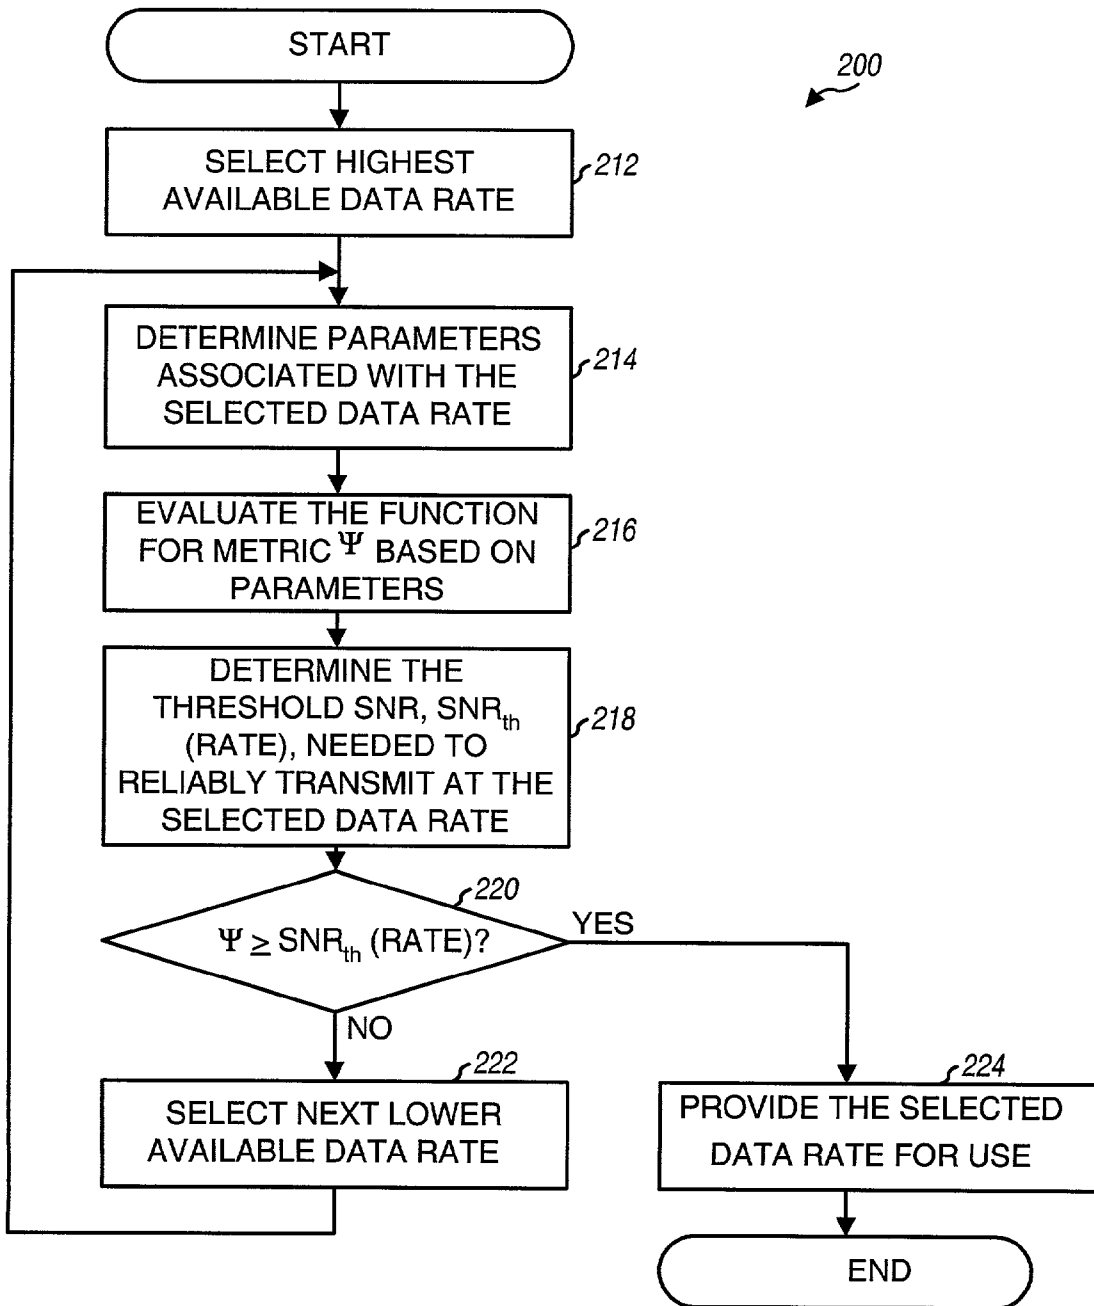 START
200
SELECT HIGHEST
AVAILABLE DATA RATE
212
DETERMINE PARAMETERS
ASSOCIATED WITH THE
SELECTED DATA RATE
214
EVALUATE THE FUNCTION
FOR METRIC Ψ BASED ON
PARAMETERS
216
DETERMINE THE
THRESHOLD SNR, SNR_th
(RATE), NEEDED TO
RELIABLY TRANSMIT AT THE
SELECTED DATA RATE
218
220
Ψ ≥ SNR_th (RATE)?
YES
NO
222
SELECT NEXT LOWER
AVAILABLE DATA RATE
224
PROVIDE THE SELECTED
DATA RATE FOR USE
END